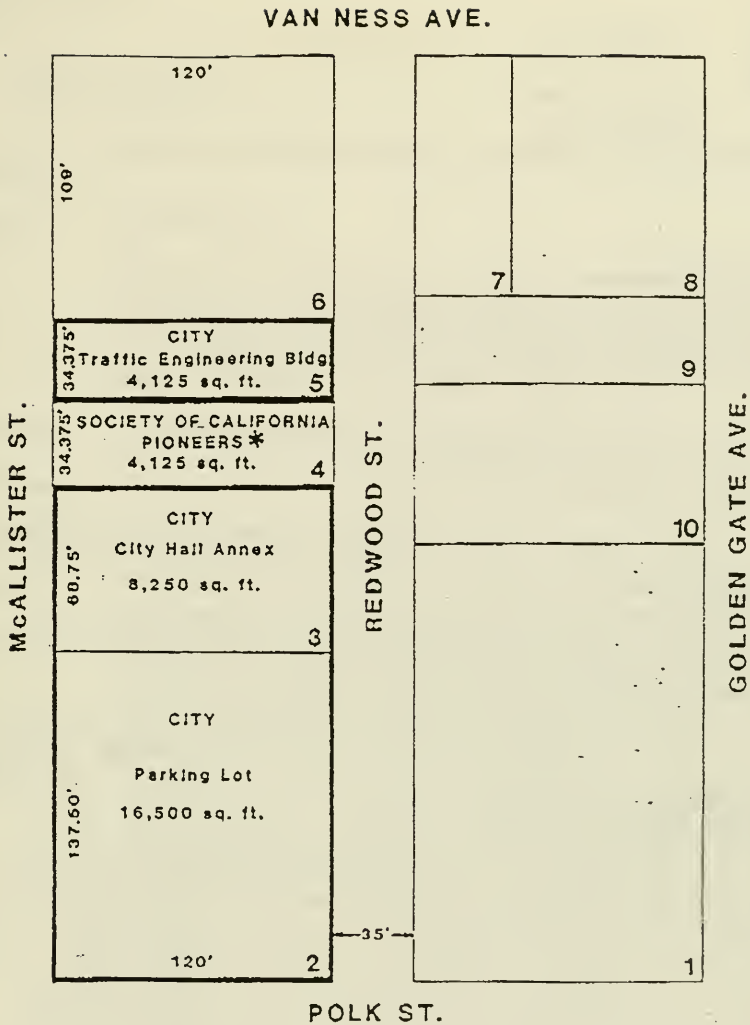 VAN NESS AVE.
120'
109'
6
7
8
CITY
Traffic Engineering Bldg
4,125 sq. ft.
34.375'
5
9
SOCIETY OF CALIFORNIA
PIONEERS *
4,125 sq. ft.
34.375'
4
McALLISTER ST.
REDWOOD ST.
GOLDEN GATE AVE.
CITY
City Hall Annex
8,250 sq. ft.
68.75'
3
10
CITY
Parking Lot
16,500 sq. ft.
137.50'
35'
120'
2
1
POLK ST.